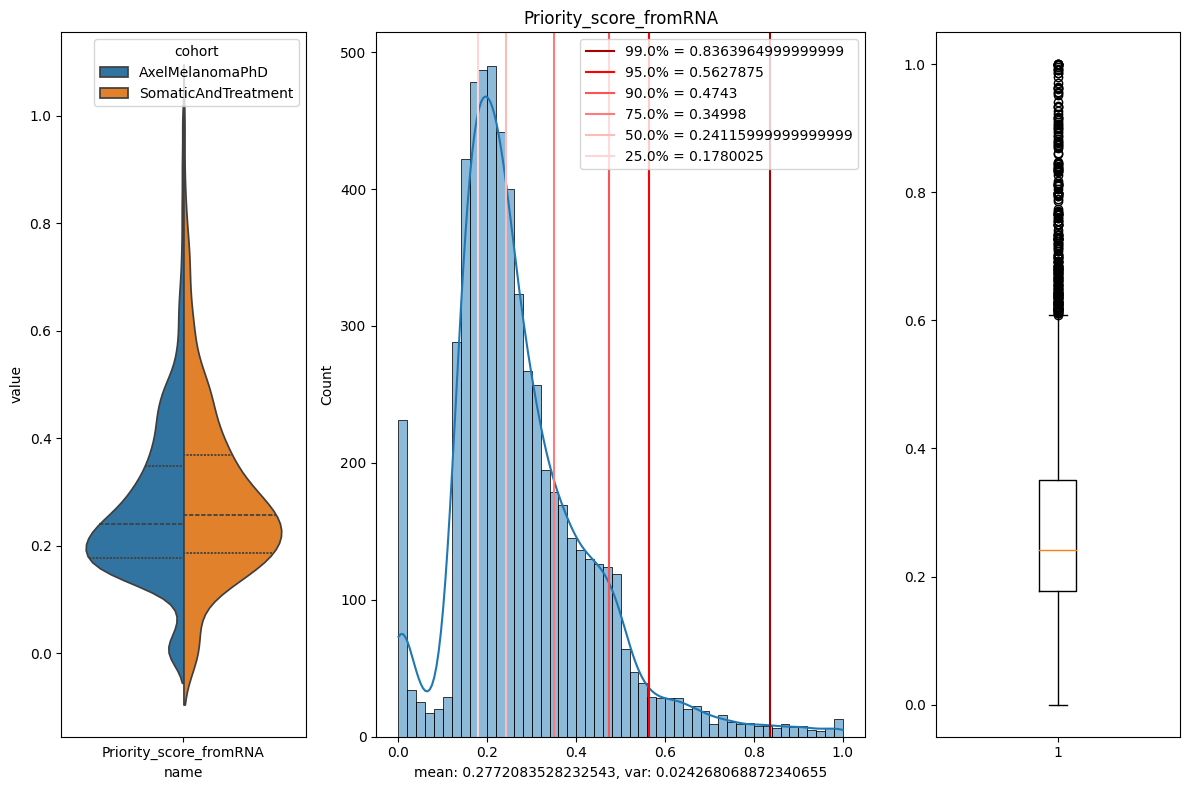 Priority_score_fromRNA
cohort
AxelMelanomaPhD
SomaticAndTreatment
value
1.0
0.8
0.6
0.4
0.2
0.0
Priority_score_fromRNA
name
99.0% = 0.8363964999999999
95.0% = 0.5627875
90.0% = 0.4743
75.0% = 0.34998
50.0% = 0.24115999999999999
25.0% = 0.1780025
Count
500
400
300
200
100
0
0.0 0.2 0.4 0.6 0.8 1.0
mean: 0.2772083528232543, var: 0.024268068872340655
1.0
0.8
0.6
0.4
0.2
0.0
1